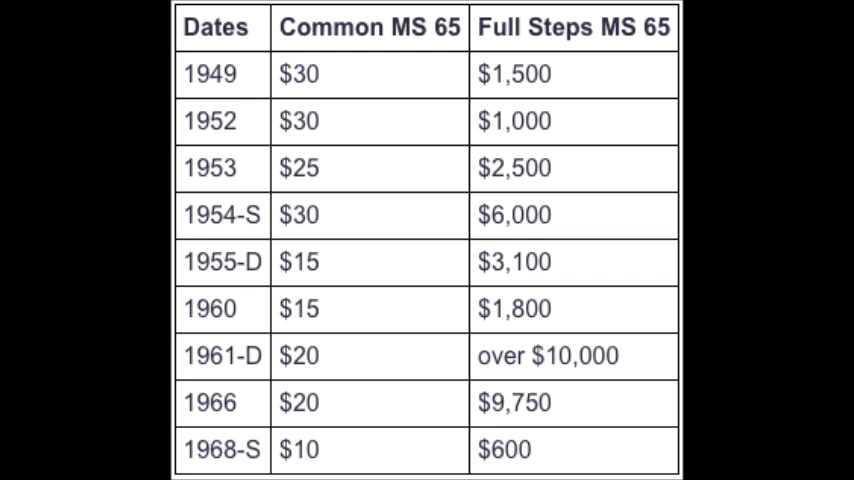 Dates Common MS 65 Full Steps MS 65
1949 $30 $1,500
1952 $30 $1,000
1953 $25 $2,500
1954-S $30 $6,000
1955-D $15 $3,100
1960 $15 $1,800
1961-D $20 over $10,000
1966 $20 $9,750
1968-S $10 $600